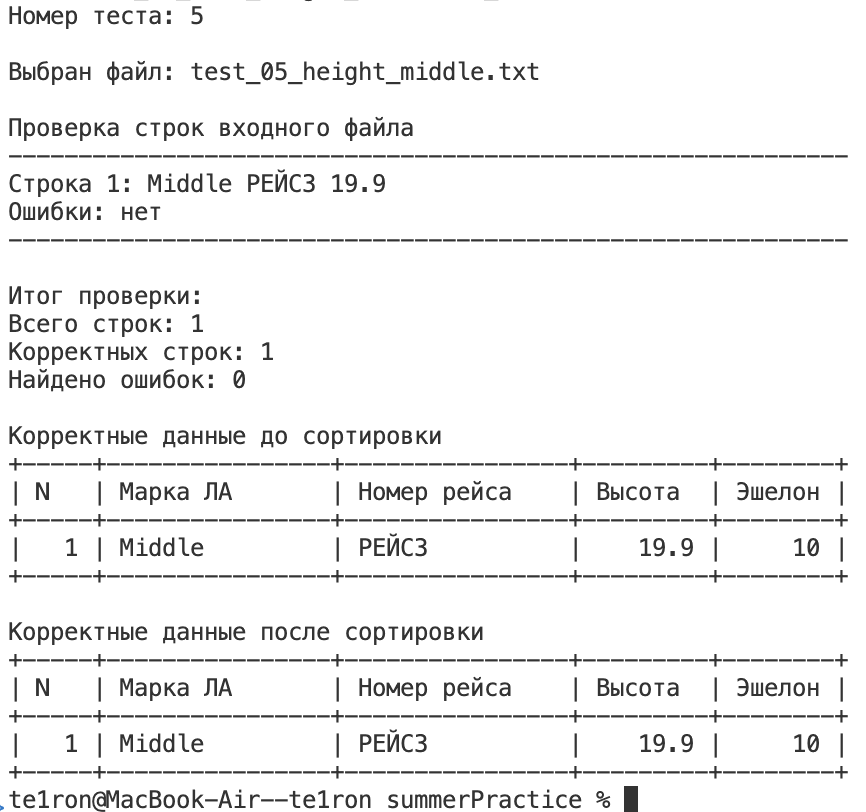 Номер теста: 5
Выбран файл: test_05_height_middle.txt
Проверка строк входного файла
------------------------------------------------------------
Строка 1: Middle РЕЙС3 19.9
Ошибки: нет
------------------------------------------------------------
Итог проверки:
Всего строк: 1
Корректных строк: 1
Найдено ошибок: 0
Корректные данные до сортировки
+-----+----------------+----------------+---------+--------+
| N   | Марка ЛА       | Номер рейса    | Высота  | Эшелон |
+-----+----------------+----------------+---------+--------+
|   1 | Middle         | РЕЙС3          |    19.9 |     10 |
+-----+----------------+----------------+---------+--------+
Корректные данные после сортировки
+-----+----------------+----------------+---------+--------+
| N   | Марка ЛА       | Номер рейса    | Высота  | Эшелон |
+-----+----------------+----------------+---------+--------+
|   1 | Middle         | РЕЙС3          |    19.9 |     10 |
+-----+----------------+----------------+---------+--------+
te1ron@MacBook-Air--te1ron summerPractice %